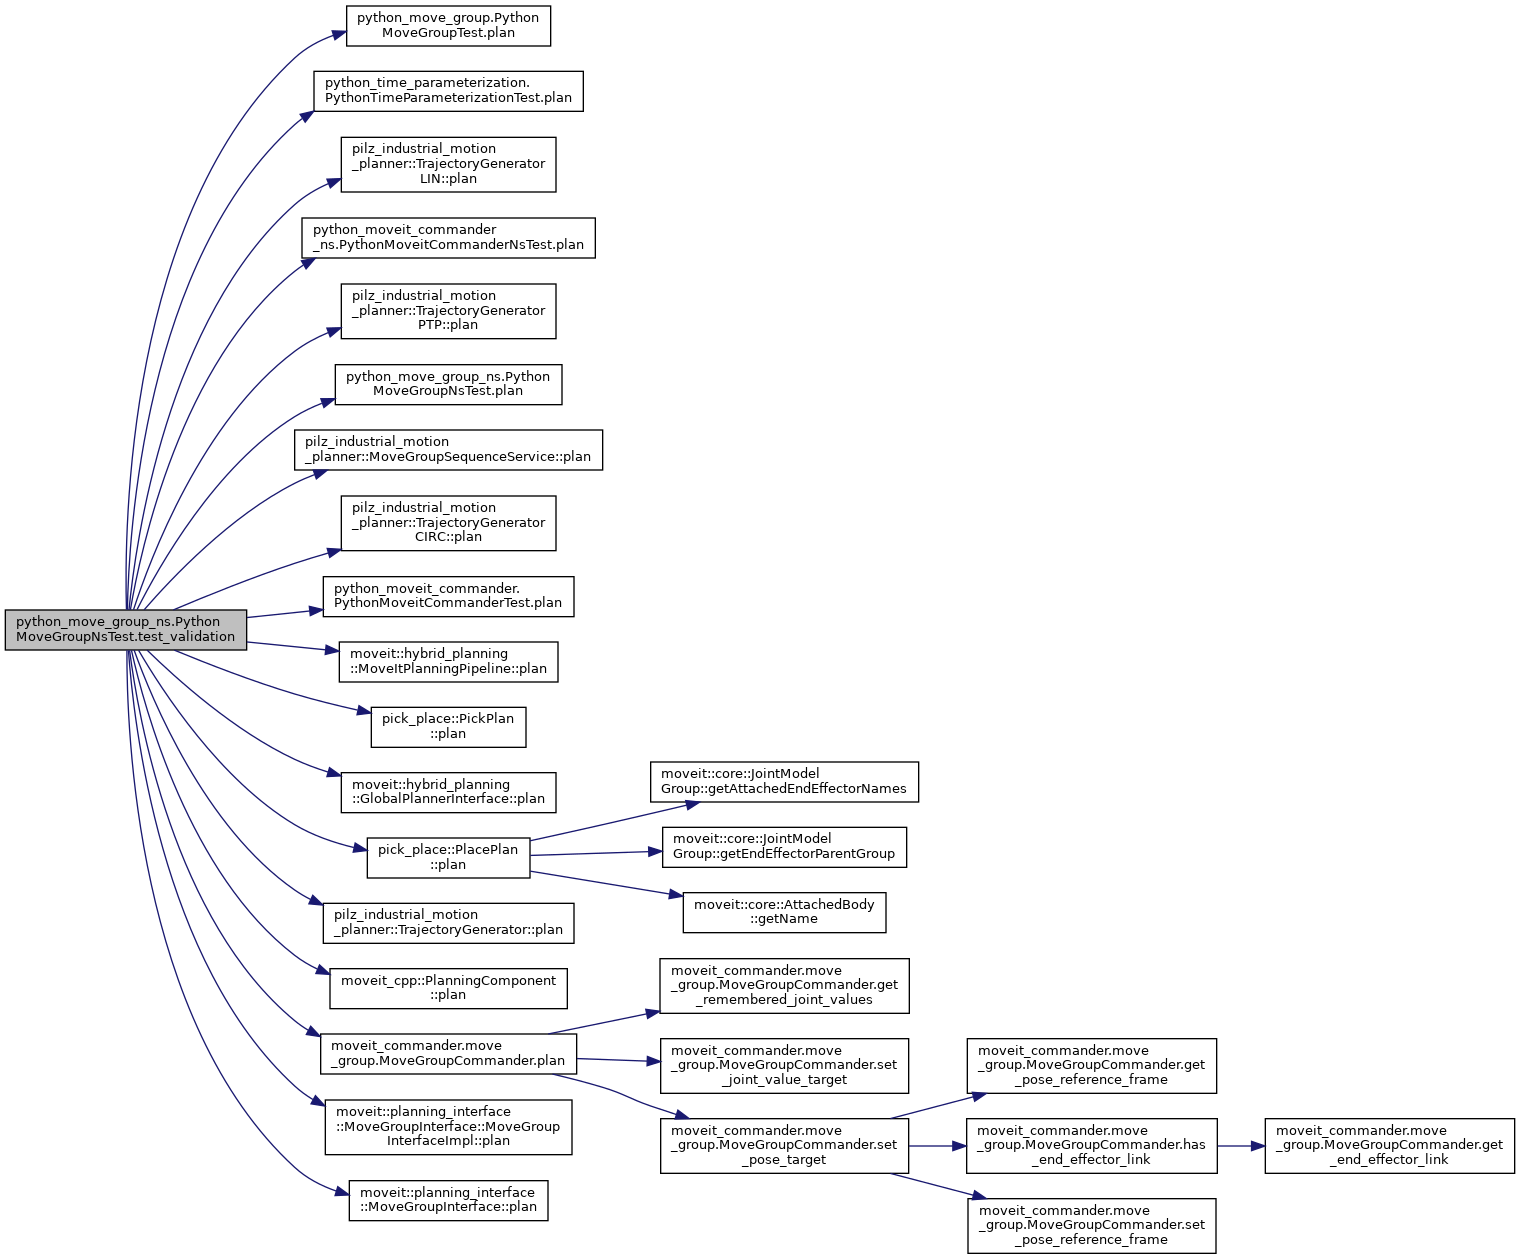 python_move_group.Python
MoveGroupTest.plan
python_time_parameterization.
PythonTimeParameterizationTest.plan
pilz_industrial_motion
_planner::TrajectoryGenerator
LIN::plan
python_moveit_commander
_ns.PythonMoveitCommanderNsTest.plan
pilz_industrial_motion
_planner::TrajectoryGenerator
PTP::plan
python_move_group_ns.Python
MoveGroupNsTest.plan
pilz_industrial_motion
_planner::MoveGroupSequenceService::plan
pilz_industrial_motion
_planner::TrajectoryGenerator
CIRC::plan
python_moveit_commander.
PythonMoveitCommanderTest.plan
python_move_group_ns.Python
MoveGroupNsTest.test_validation
moveit::hybrid_planning
::MoveItPlanningPipeline::plan
pick_place::PickPlan
::plan
moveit::hybrid_planning
::GlobalPlannerInterface::plan
moveit::core::JointModel
Group::getAttachedEndEffectorNames
pick_place::PlacePlan
::plan
moveit::core::JointModel
Group::getEndEffectorParentGroup
moveit::core::AttachedBody
::getName
pilz_industrial_motion
_planner::TrajectoryGenerator::plan
moveit_cpp::PlanningComponent
::plan
moveit_commander.move
_group.MoveGroupCommander.get
_remembered_joint_values
moveit_commander.move
_group.MoveGroupCommander.plan
moveit_commander.move
_group.MoveGroupCommander.set
_joint_value_target
moveit_commander.move
_group.MoveGroupCommander.get
_pose_reference_frame
moveit::planning_interface
::MoveGroupInterface::MoveGroup
InterfaceImpl::plan
moveit_commander.move
_group.MoveGroupCommander.set
_pose_target
moveit_commander.move
_group.MoveGroupCommander.has
_end_effector_link
moveit_commander.move
_group.MoveGroupCommander.get
_end_effector_link
moveit::planning_interface
::MoveGroupInterface::plan
moveit_commander.move
_group.MoveGroupCommander.set
_pose_reference_frame